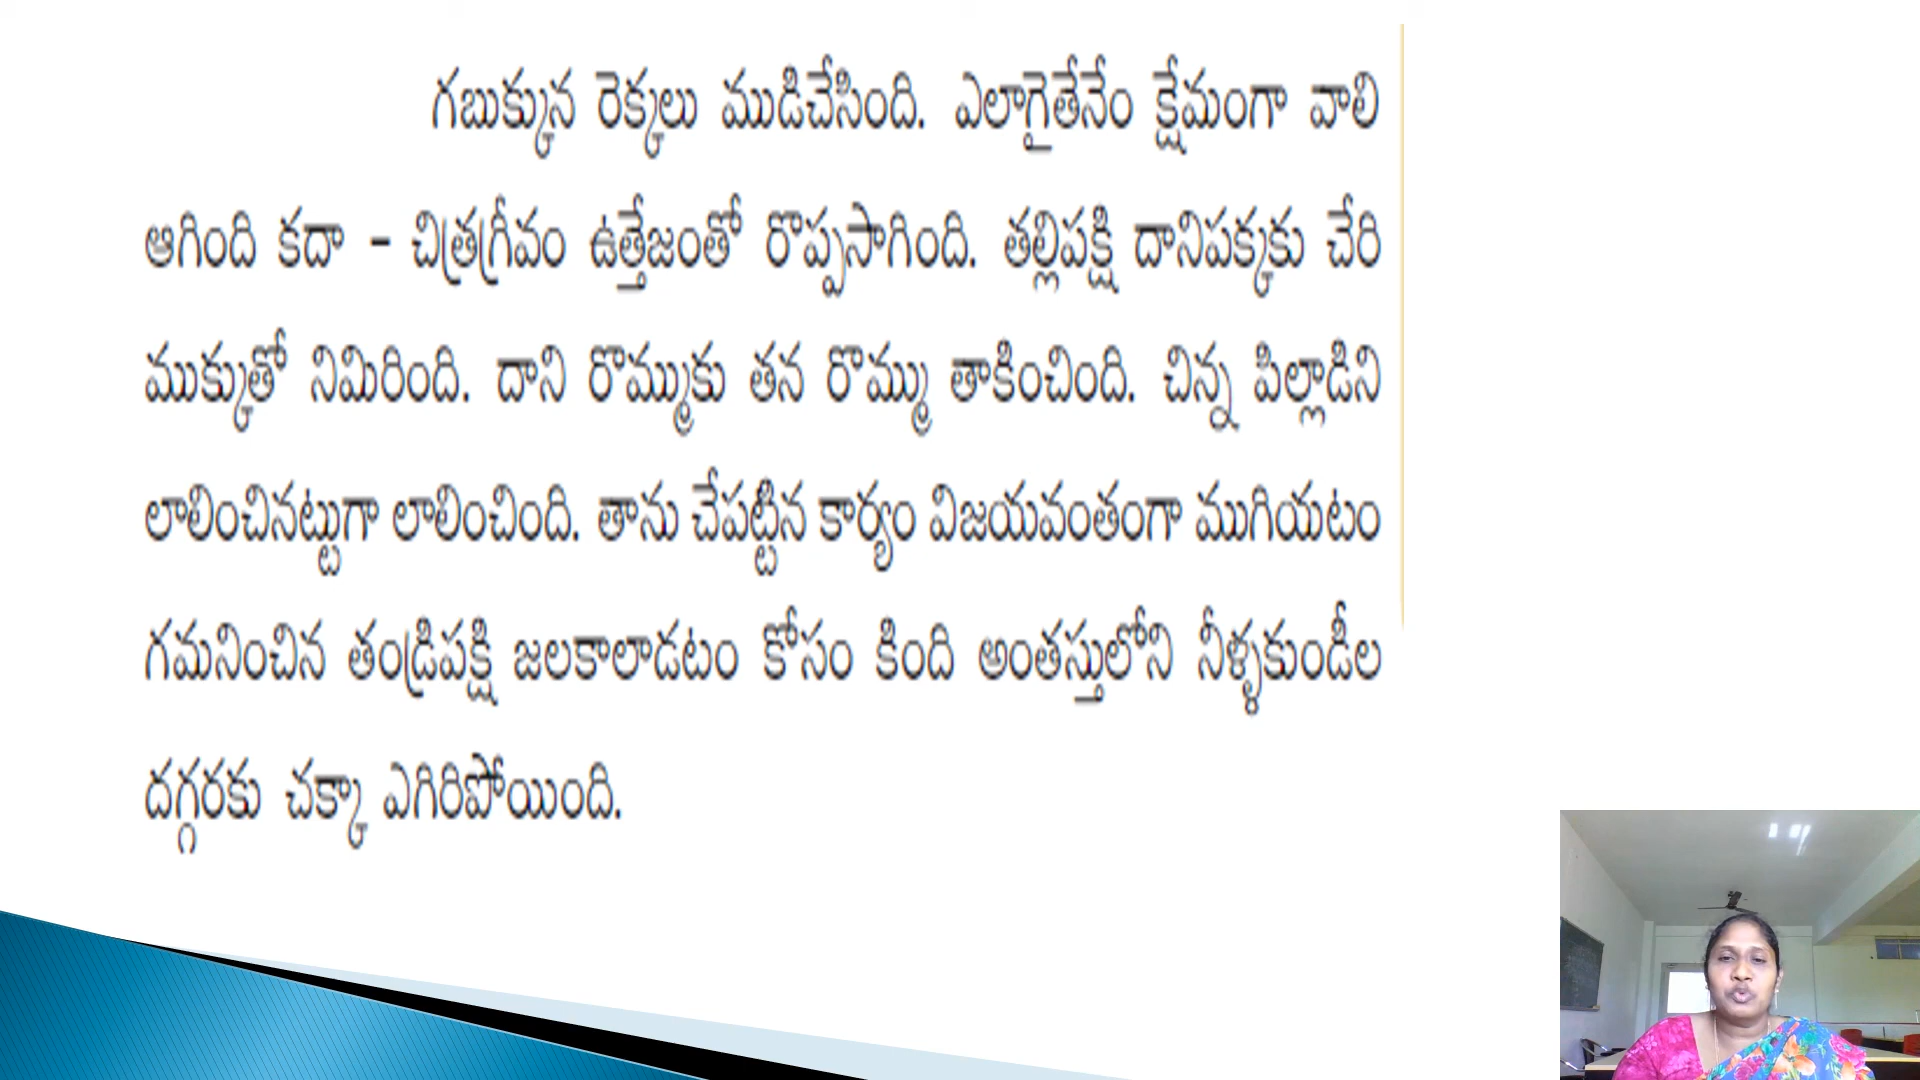 గబుక్కున రెక్కలు ముడిచేసింది. ఎలాగైతేనేం క్షేమంగా వాలి
ఆగింది కదా - చిత్రగ్రీవం ఉత్తేజంతో రొప్పసాగింది. తల్లిపక్షి దానిపక్కకు చేరి
ముక్కుతో నిమిరింది. దాని రొమ్ముకు తన రొమ్ము తాకించింది. చిన్న పిల్లాడిని
లాలించినట్టుగా లాలించింది. తాను చేపట్టిన కార్యం విజయవంతంగా ముగియటం
గమనించిన తండ్రిపక్షి జలకాలాడటం కోసం కింది అంతస్తులోని నీళ్ళకుండీల
దగ్గరకు చక్కా ఎగిరిపోయింది.